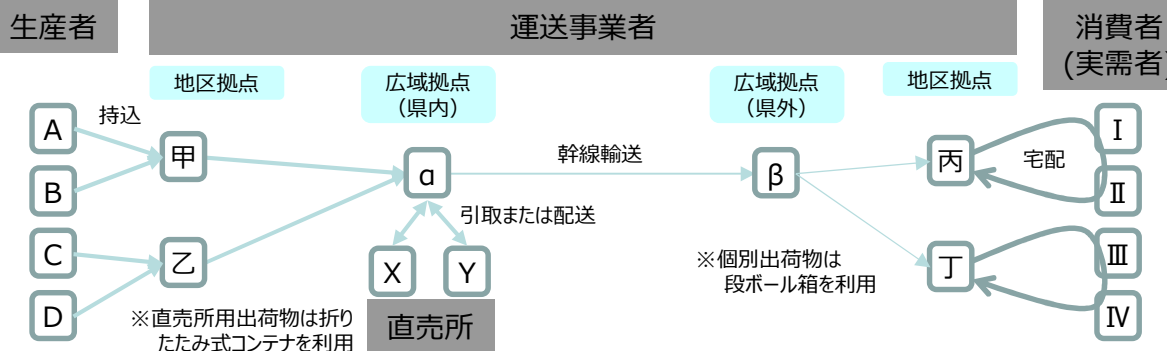 生産者
運送事業者
消費者
(実需者)
地区拠点
広域拠点
（県内）
広域拠点
（県外）
地区拠点
A
持込
B
C
D
甲
乙
α
幹線輸送
β
引取または配送
X
Y
直売所
※直売所用出荷物は折り
たたみ式コンテナを利用
※個別出荷物は
段ボール箱を利用
丙
丁
宅配
Ⅰ
Ⅱ
Ⅲ
Ⅳ